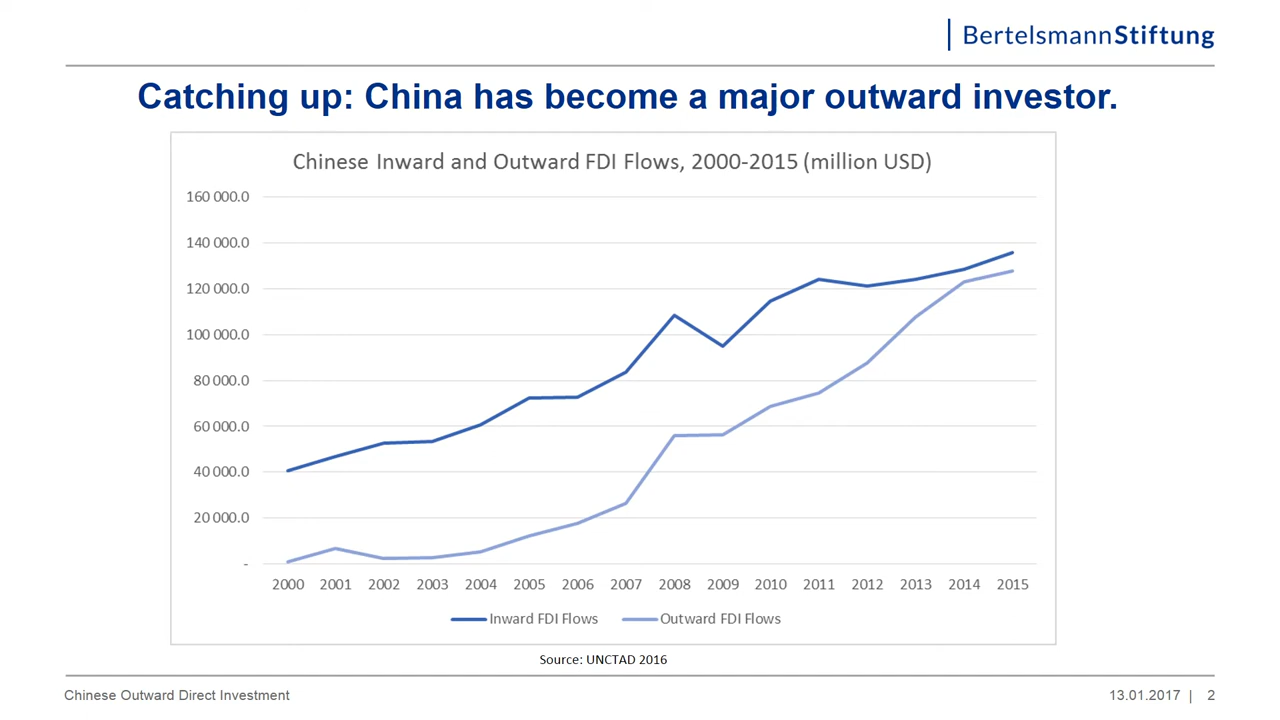 BertelsmannStiftung
Catching up: China has become a major outward investor.
Chinese Inward and Outward FDI Flows, 2000-2015 (million USD)
160 000.0
140 000.0
120 000.0
100 000.0
80 000.0
60 000.0
40 000.0
20 000.0
-
2000 2001 2002 2003 2004 2005 2006 2007 2008 2009 2010 2011 2012 2013 2014 2015
Inward FDI Flows Outward FDI Flows
Source: UNCTAD 2016
Chinese Outward Direct Investment 13.01.2017 | 2